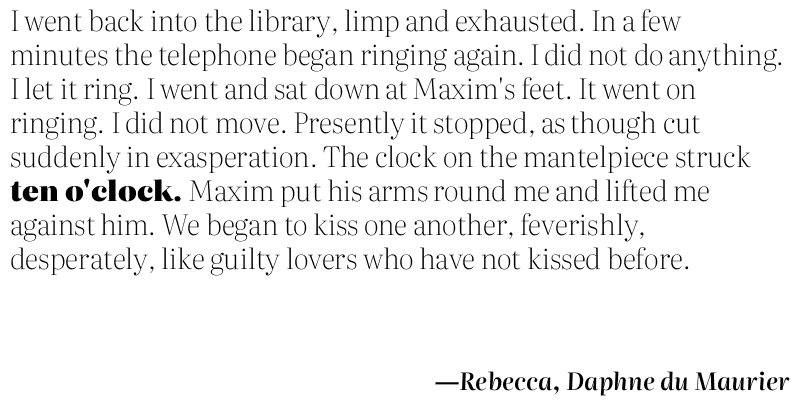 I went back into the library, limp and exhausted. In a few
minutes the telephone began ringing again. I did not do anything.
I let it ring. I went and sat down at Maxim's feet. It went on
ringing. I did not move. Presently it stopped, as though cut
suddenly in exasperation. The clock on the mantelpiece struck
ten o'clock. Maxim put his arms round me and lifted me
against him. We began to kiss one another, feverishly,
desperately, like guilty lovers who have not kissed before.
—Rebecca, Daphne du Maurier